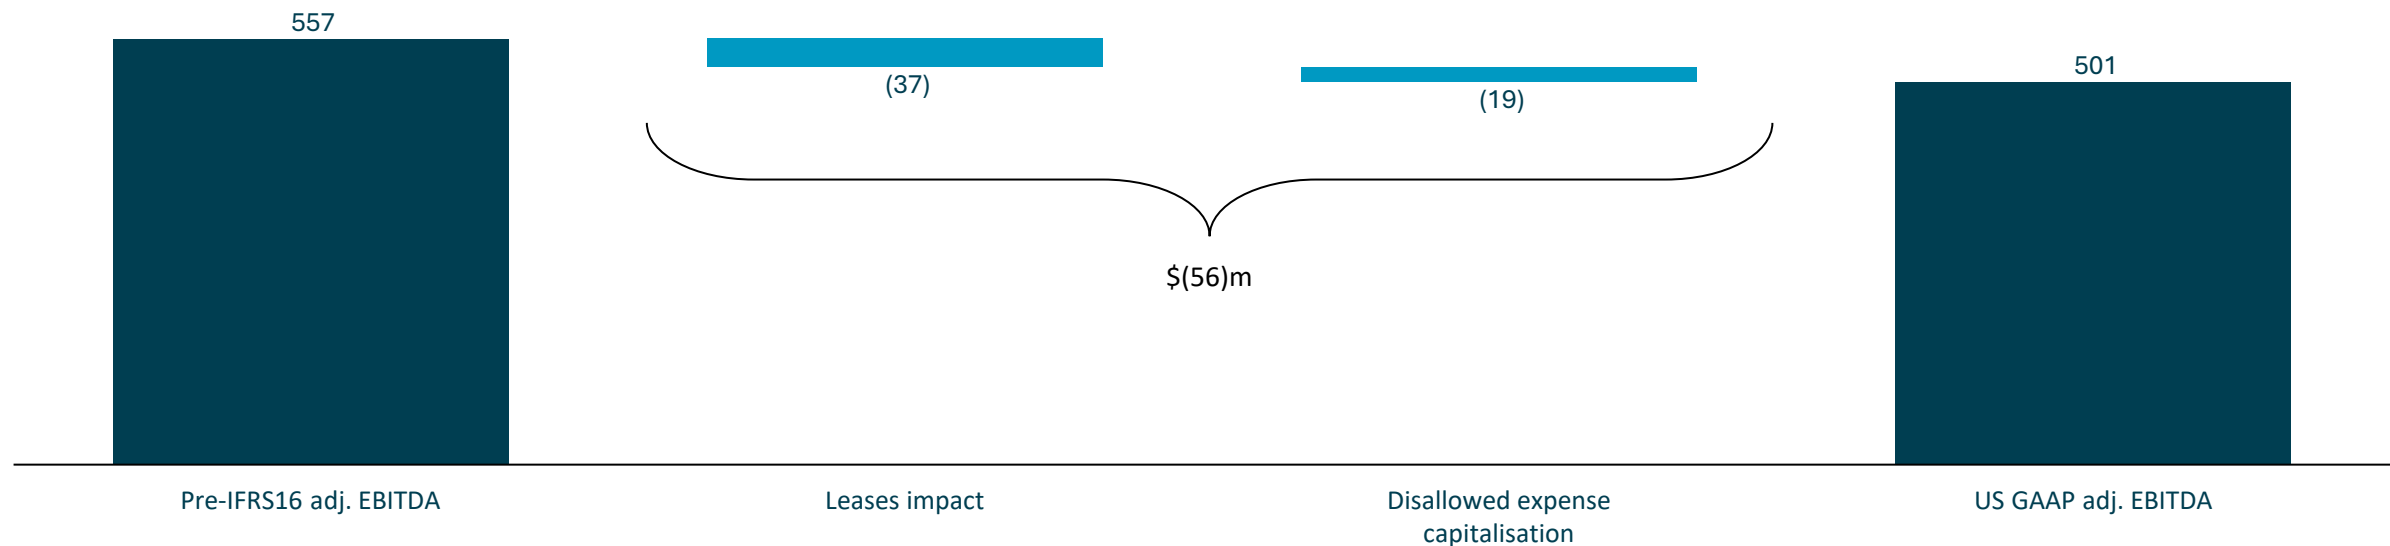 557
(37)
(19)
501
$(56)m
Pre-IFRS16 adj. EBITDA
Leases impact
Disallowed expense
capitalisation
US GAAP adj. EBITDA